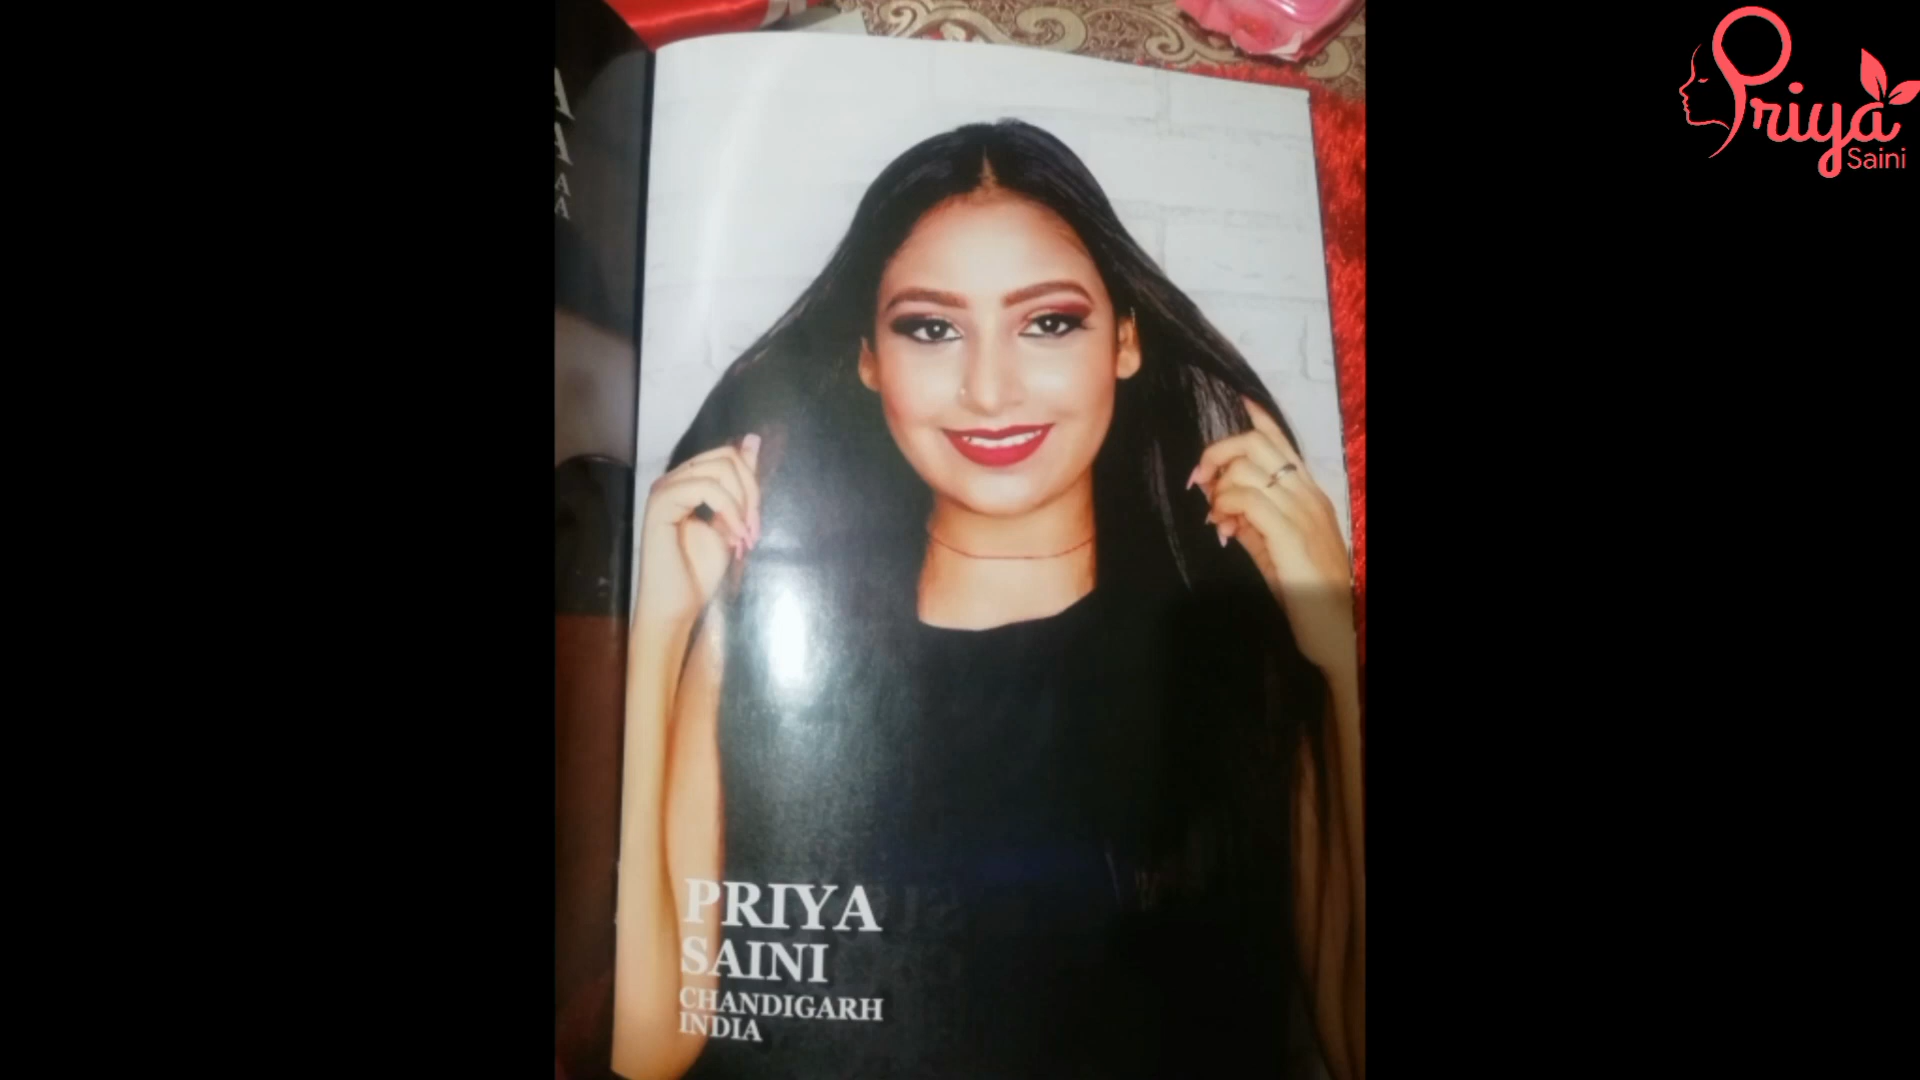 Priya
Saini
A
A
A
A
PRIYA
SAINI
CHANDIGARH
INDIA